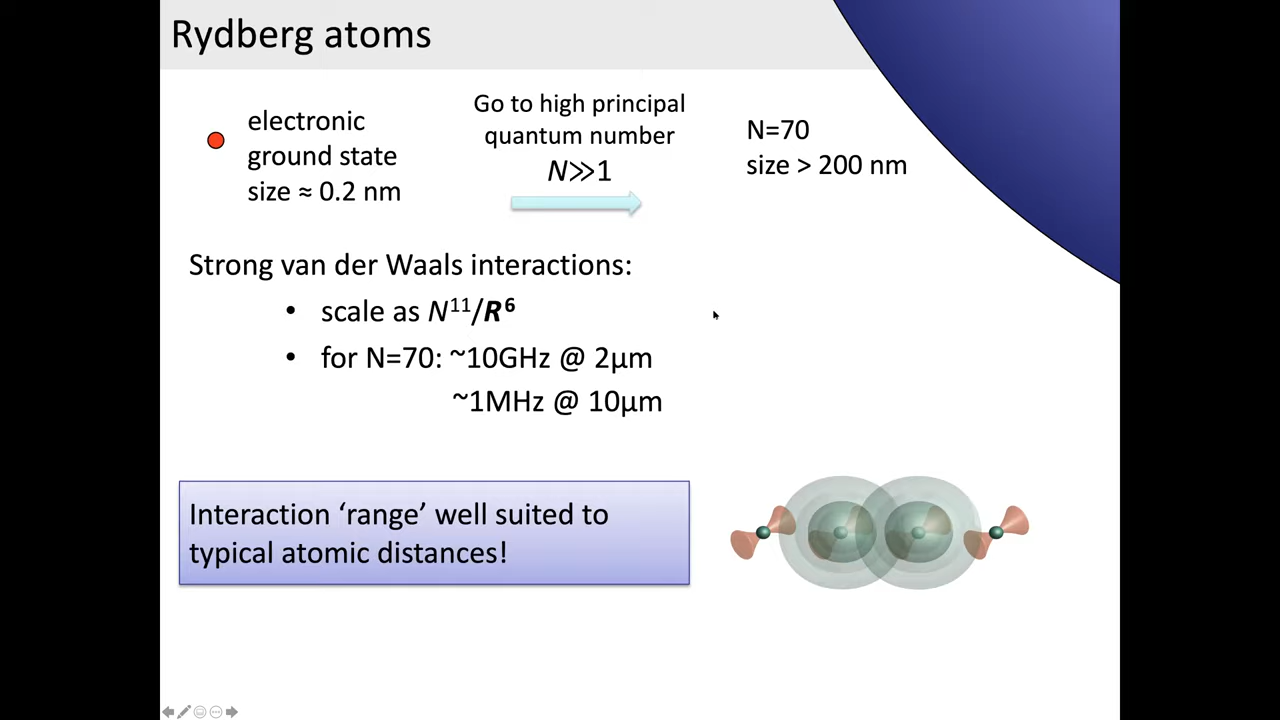 Rydberg atoms
electronic
ground state
size ≈ 0.2 nm
Go to high principal
quantum number
N≫1
N=70
size > 200 nm
Strong van der Waals interactions:
• scale as N¹¹/R⁶
• for N=70: ~10GHz @ 2µm
~1MHz @ 10µm
Interaction ‘range’ well suited to
typical atomic distances!